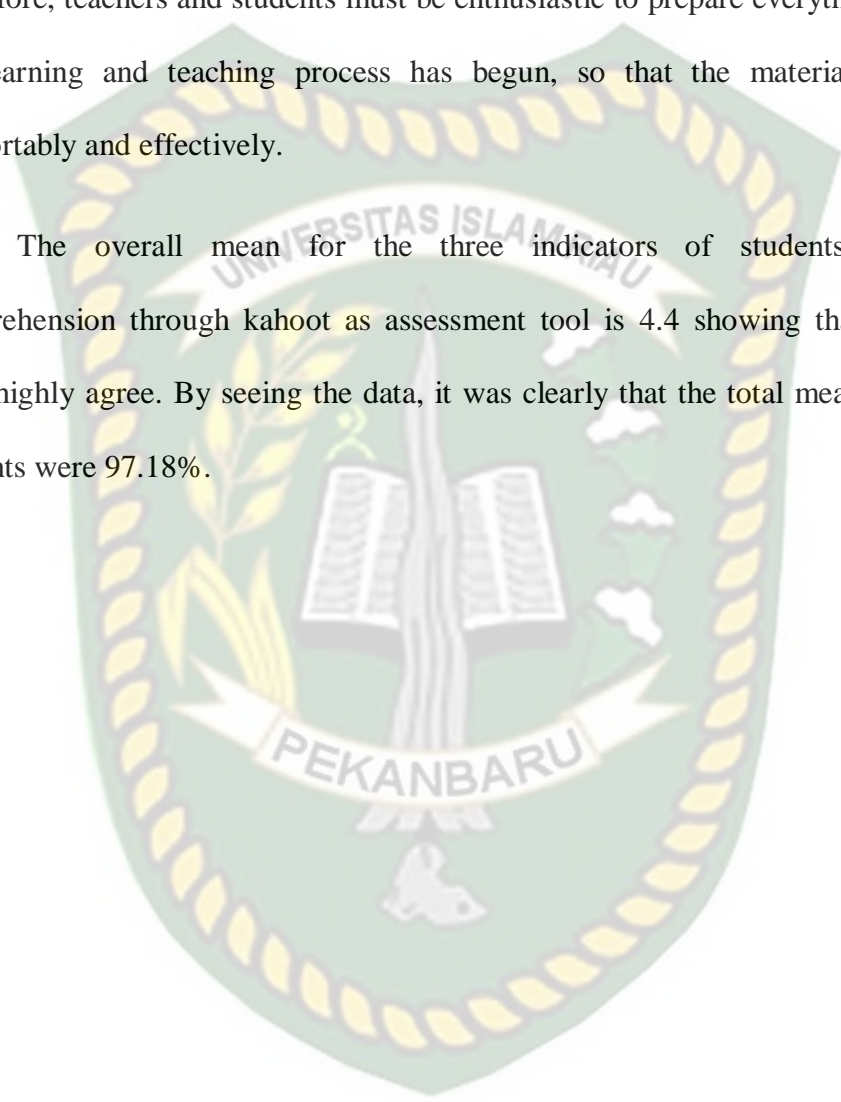 fore, teachers and students must be enthusiastic to prepare everyth
earning and teaching process has begun, so that the materia
ortably and effectively.
The overall mean for the three indicators of students
rehension through kahoot as assessment tool is 4.4 showing tha
highly agree. By seeing the data, it was clearly that the total mea
nts were 97.18%.
UNIVERSITAS ISLAM RIAU
PEKANBARU